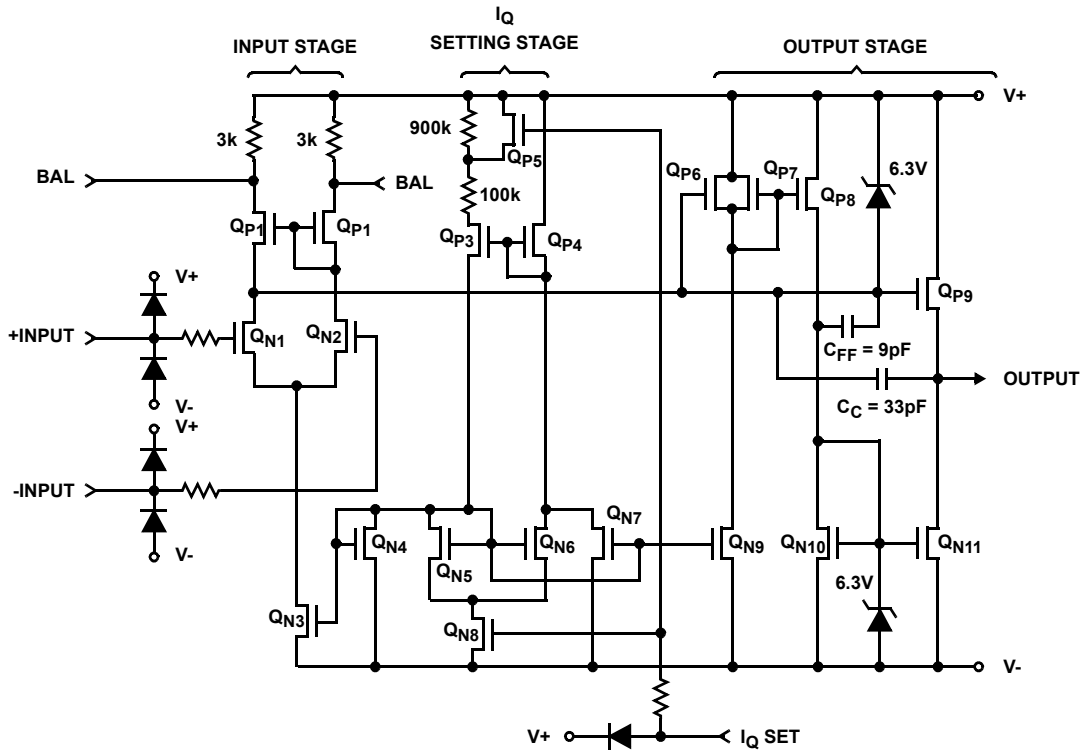 IQ
INPUT STAGE
SETTING STAGE
OUTPUT STAGE
V+
3k
3k
900k
QP5
6.3V
BAL
BAL
100k
QP6
QP7
QP8
QP1
QP1
QP3
QP4
V+
QP9
+INPUT
QN1
QN2
CFF = 9pF
V-
OUTPUT
V+
CC = 33pF
-INPUT
QN7
V-
QN4
QN5
QN6
QN9
QN10
QN11
6.3V
QN3
QN8
V-
V+
IQ SET